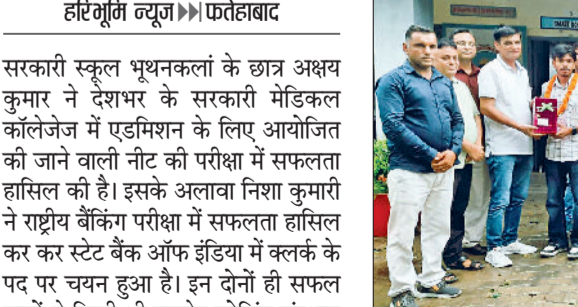 हरिभूमि न्यूज▶▶फतेहाबाद
सरकारी स्कूल भूथनकलां के छात्र अक्षय
कुमार ने देशभर के सरकारी मेडिकल
कॉलेजेज में एडमिशन के लिए आयोजित
की जाने वाली नीट की परीक्षा में सफलता
हासिल की है। इसके अलावा निशा कुमारी
ने राष्ट्रीय बैंकिंग परीक्षा में सफलता हासिल
कर कर स्टेट बैंक ऑफ इंडिया में क्लर्क के
पद पर चयन हुआ है। इन दोनों ही सफल